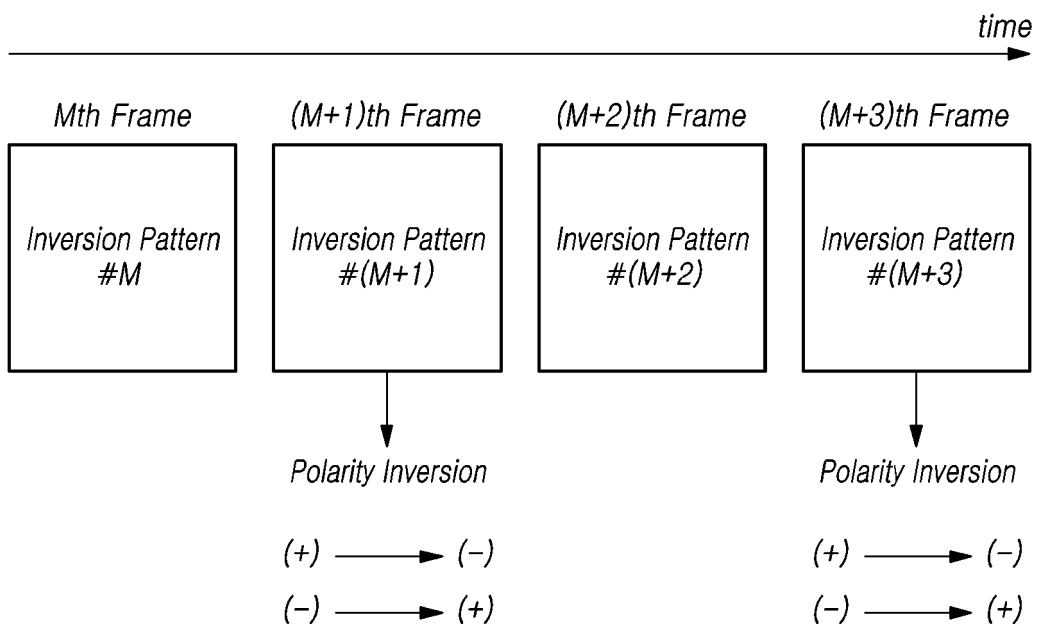 time
Mth Frame (M+1)th Frame (M+2)th Frame (M+3)th Frame
Inversion Pattern Inversion Pattern Inversion Pattern Inversion Pattern
#M #(M+1) #(M+2) #(M+3)
Polarity Inversion Polarity Inversion
(+) (−) (+) (−)
(−) (+) (−) (+)